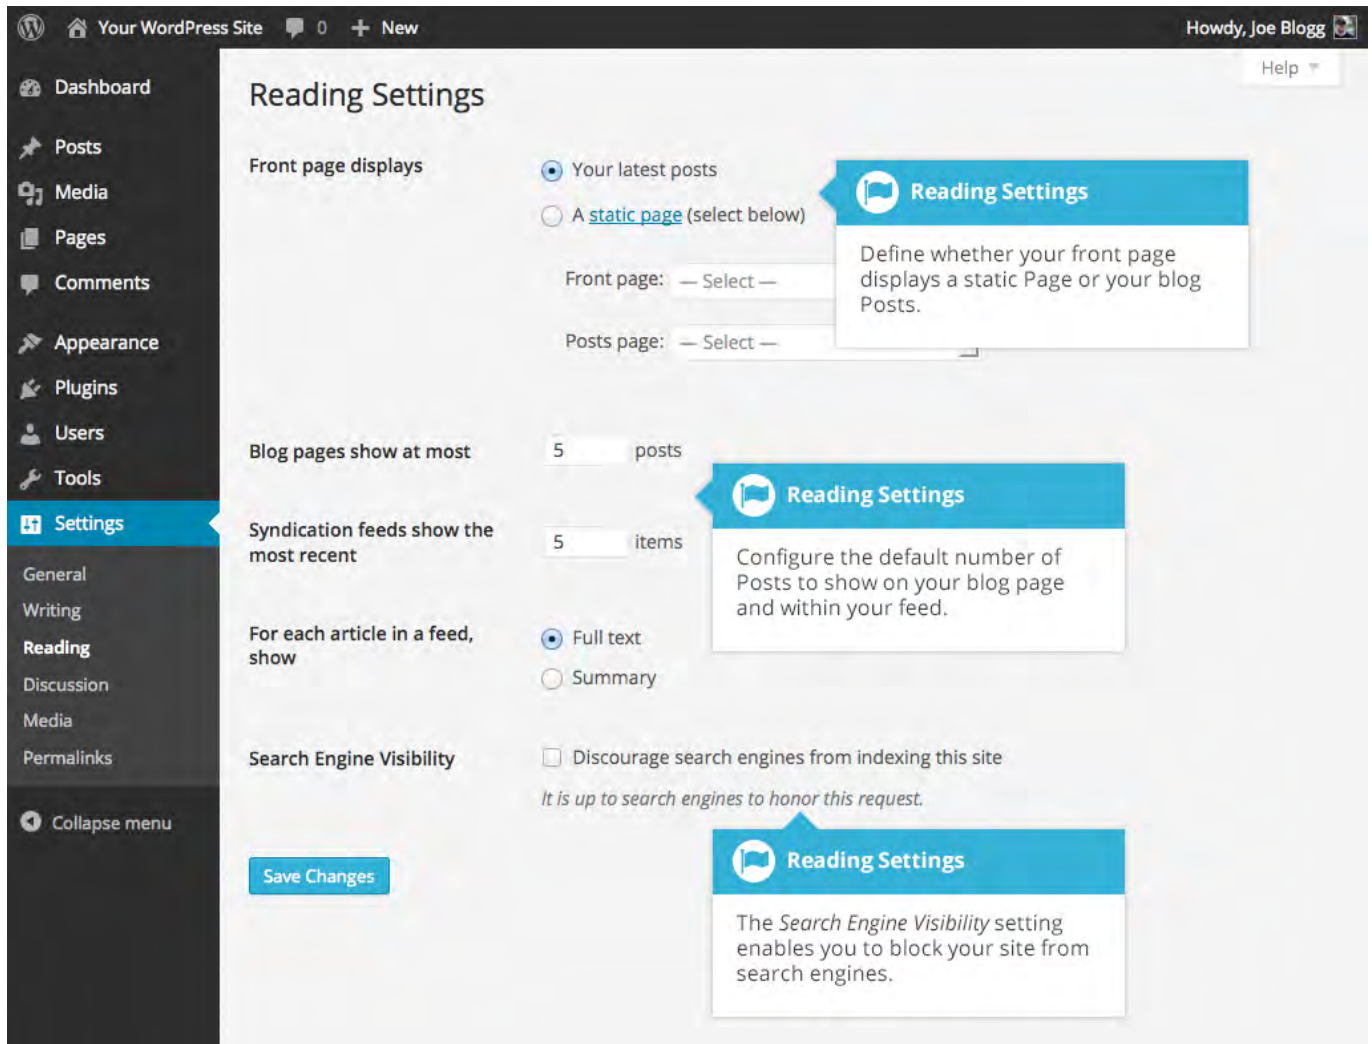 Your WordPress Site 0 + New Howdy, Joe Blogg
Help
Dashboard
Posts
Media
Pages
Comments
Appearance
Plugins
Users
Tools
Settings
General
Writing
Reading
Discussion
Media
Permalinks
Collapse menu
Reading Settings
Front page displays
Your latest posts
A static page (select below)
Front page: — Select —
Posts page: — Select —
Reading Settings
Define whether your front page
displays a static Page or your blog
Posts.
Blog pages show at most 5 posts
Syndication feeds show the
most recent
5 items
Reading Settings
Configure the default number of
Posts to show on your blog page
and within your feed.
For each article in a feed,
show
Full text
Summary
Search Engine Visibility
Discourage search engines from indexing this site
It is up to search engines to honor this request.
Reading Settings
The Search Engine Visibility setting
enables you to block your site from
search engines.
Save Changes